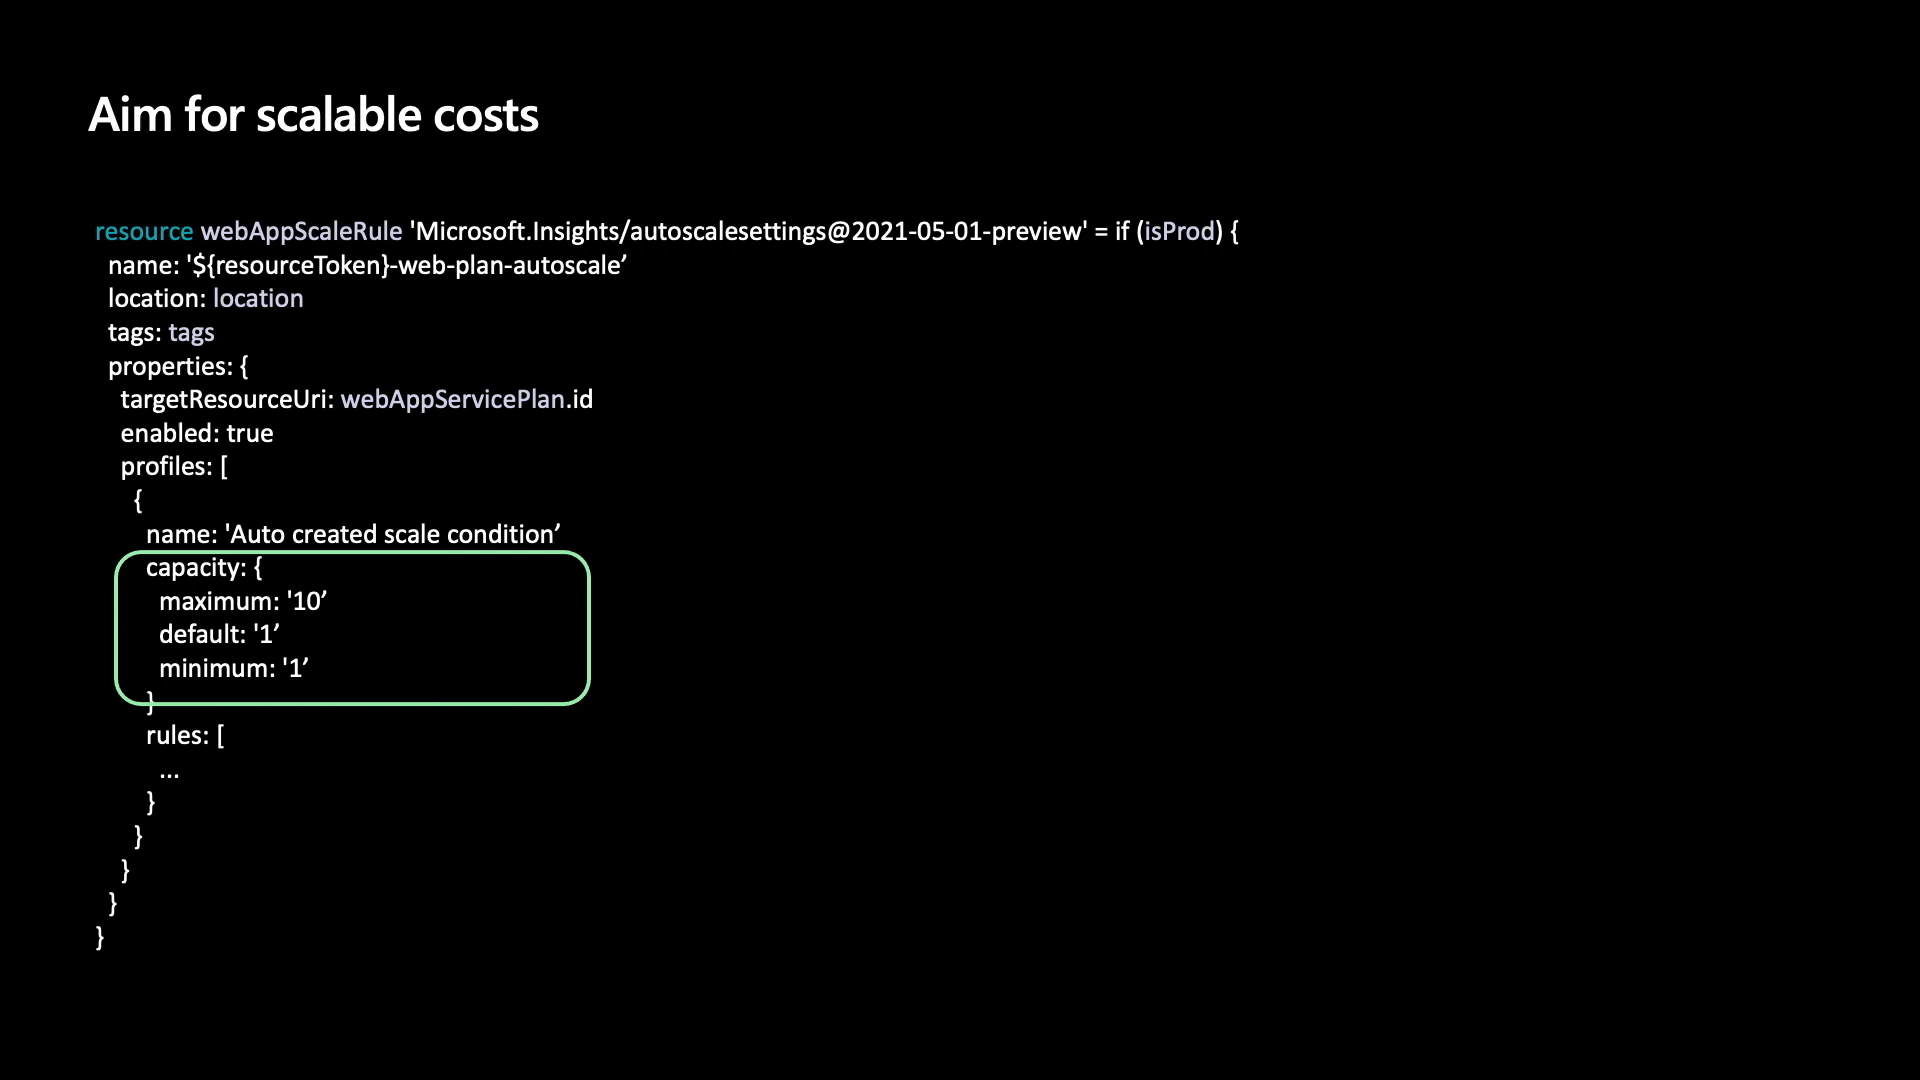 Aim for scalable costs
resource webAppScaleRule 'Microsoft.Insights/autoscalesettings@2021-05-01-preview' = if (isProd) {
name: '${resourceToken}-web-plan-autoscale’
location: location
tags: tags
properties: {
targetResourceUri: webAppServicePlan.id
enabled: true
profiles: [
{
name: 'Auto created scale condition’
capacity: {
maximum: '10’
default: '1’
minimum: '1’
}
rules: [
...
}
}
}
}
}